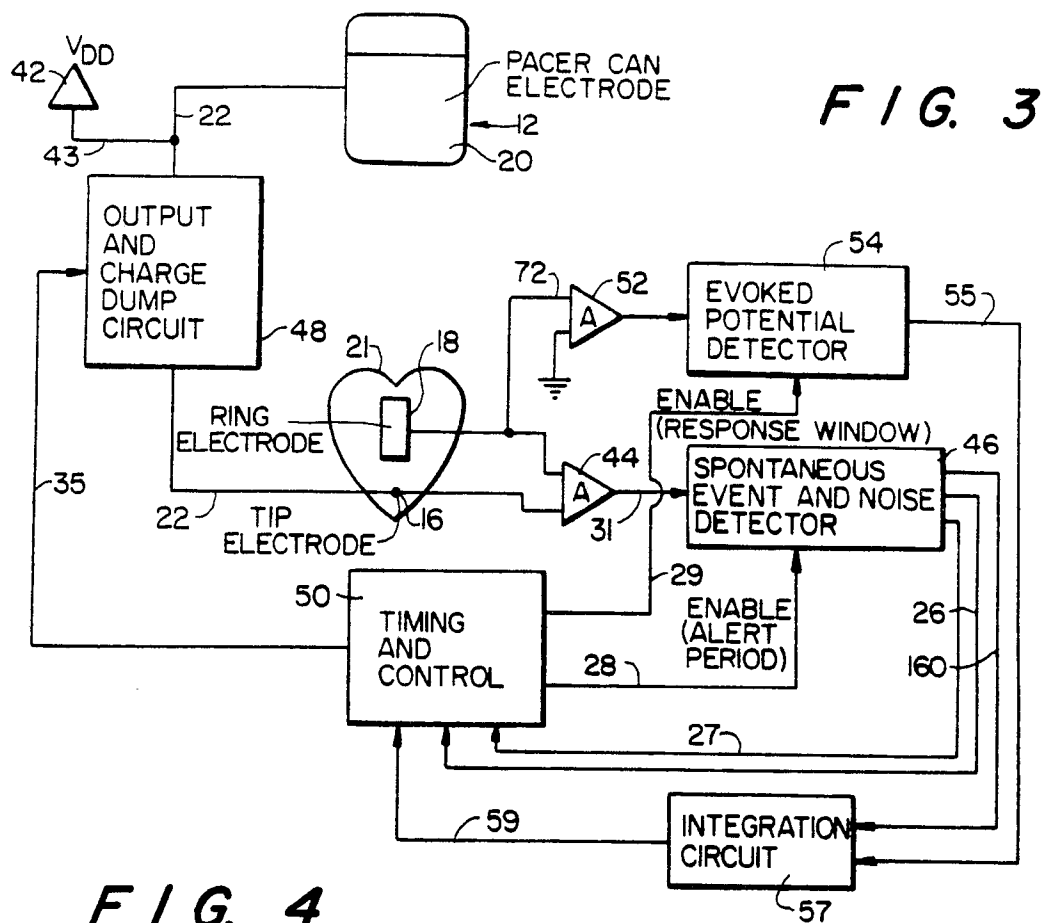 V_DD
42
22
43
PACER CAN
ELECTRODE
12
20
FIG. 3
OUTPUT
AND
CHARGE
DUMP
CIRCUIT
48
35
22
21
18
RING
ELECTRODE
TIP
ELECTRODE
16
72
52
A
54
EVOKED
POTENTIAL
DETECTOR
55
ENABLE
(RESPONSE WINDOW)
44
A
31
46
SPONTANEOUS
EVENT AND NOISE
DETECTOR
29
50
TIMING
AND
CONTROL
ENABLE
(ALERT
PERIOD)
28
26
160
27
59
INTEGRATION
CIRCUIT
57
FIG. 4